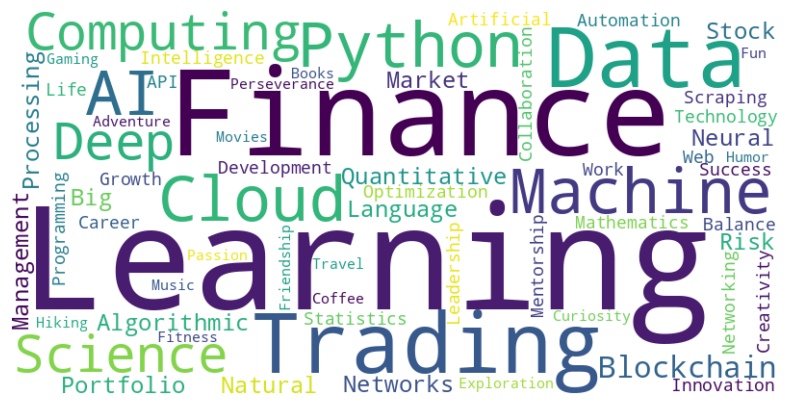 Computing
Python
Artificial
Automation
Stock
Gaming
Intelligence
Data
Fun
Life
AI
API
Books
Perseverance
Market
Collaboration
Scraping
Processing
Adventure
Finance
Technology
Deep
Movies
Neural
Development
Quantitative
Web
Humor
Work
Success
Growth
Big
Cloud
Optimization
Machine
Programming
Career
Language
Mathematics
Balance
Management
Learning
Passion
Friendship
Travel
Leadership
Mentorship
Risk
Music
Coffee
Networking
Creativity
Hiking
Algorithmic
Trading
Statistics
Curiosity
Fitness
Science
Blockchain
Portfolio
Natural
Networks
Exploration
Innovation